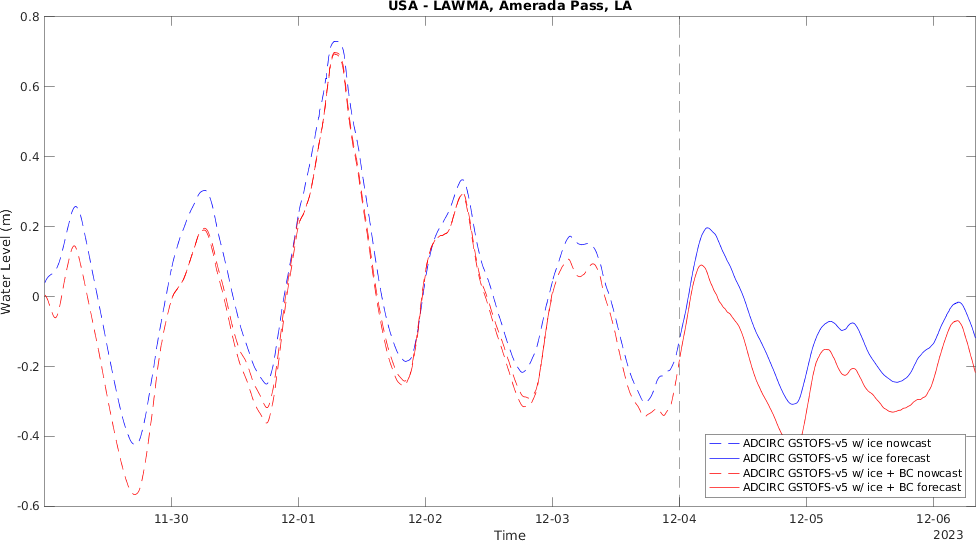 USA - LAWMA, Amerada Pass, LA
0.8
0.6
0.4
0.2
0
-0.2
-0.4
-0.6
Water Level (m)
11-30
12-01
12-02
12-03
12-04
12-05
12-06
Time
2023
ADCIRC GSTOFS-v5 w/ ice nowcast
ADCIRC GSTOFS-v5 w/ ice forecast
ADCIRC GSTOFS-v5 w/ ice + BC nowcast
ADCIRC GSTOFS-v5 w/ ice + BC forecast